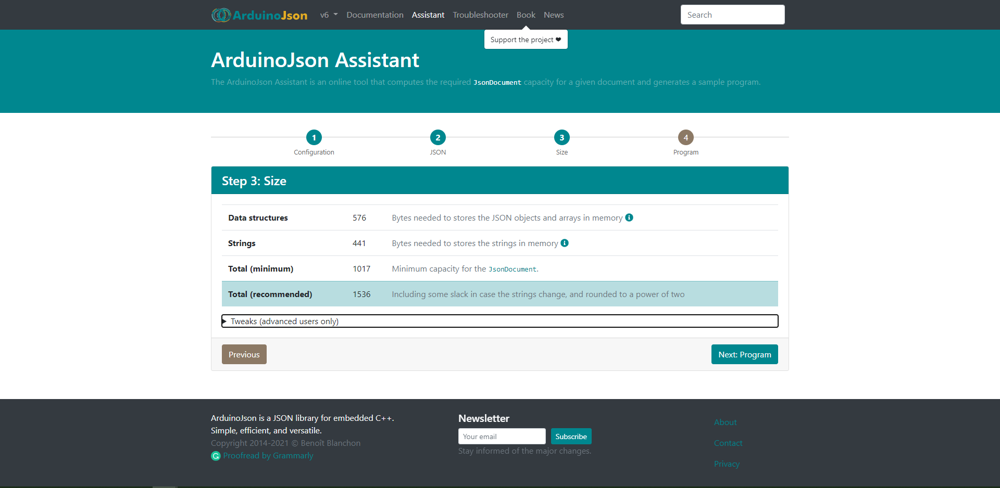 ArduinoJson v6 Documentation Assistant Troubleshooter Book News Search
Support the project ❤
ArduinoJson Assistant
The ArduinoJson Assistant is an online tool that computes the required JsonDocument capacity for a given document and generates a sample program.
1 2 3 4
Configuration JSON Size Program
Step 3: Size
Data structures 576 Bytes needed to stores the JSON objects and arrays in memory
Strings 441 Bytes needed to stores the strings in memory
Total (minimum) 1017 Minimum capacity for the JsonDocument.
Total (recommended) 1536 Including some slack in case the strings change, and rounded to a power of two
Tweaks (advanced users only)
Previous Next: Program
ArduinoJson is a JSON library for embedded C++.
Simple, efficient, and versatile.
Copyright 2014-2021 © Benoît Blanchon
Proofread by Grammarly
Newsletter
Your email Subscribe
Stay informed of the major changes.
About
Contact
Privacy